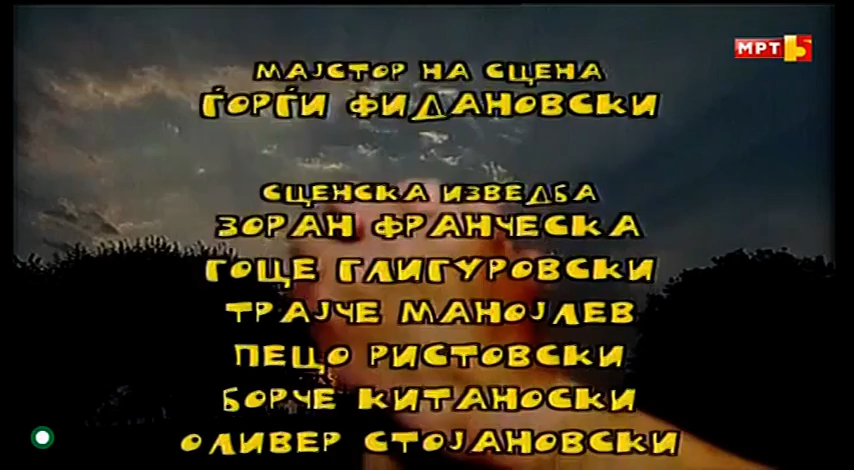 МРТ 5
МАЈСТОР НА СЦЕНА
ЃОРЃИ ФИДАНОВСКИ
СЦЕНСКА ИЗВЕДБА
ЗОРАН ФРАНЧЕСКА
ГОЦЕ ГЛИГУРОВСКИ
ТРАЈЧЕ МАНОЈЛЕВ
ПЕЦО РИСТОВСКИ
БОРЧЕ КИТАНОСКИ
ОЛИВЕР СТОЈАНОВСКИ